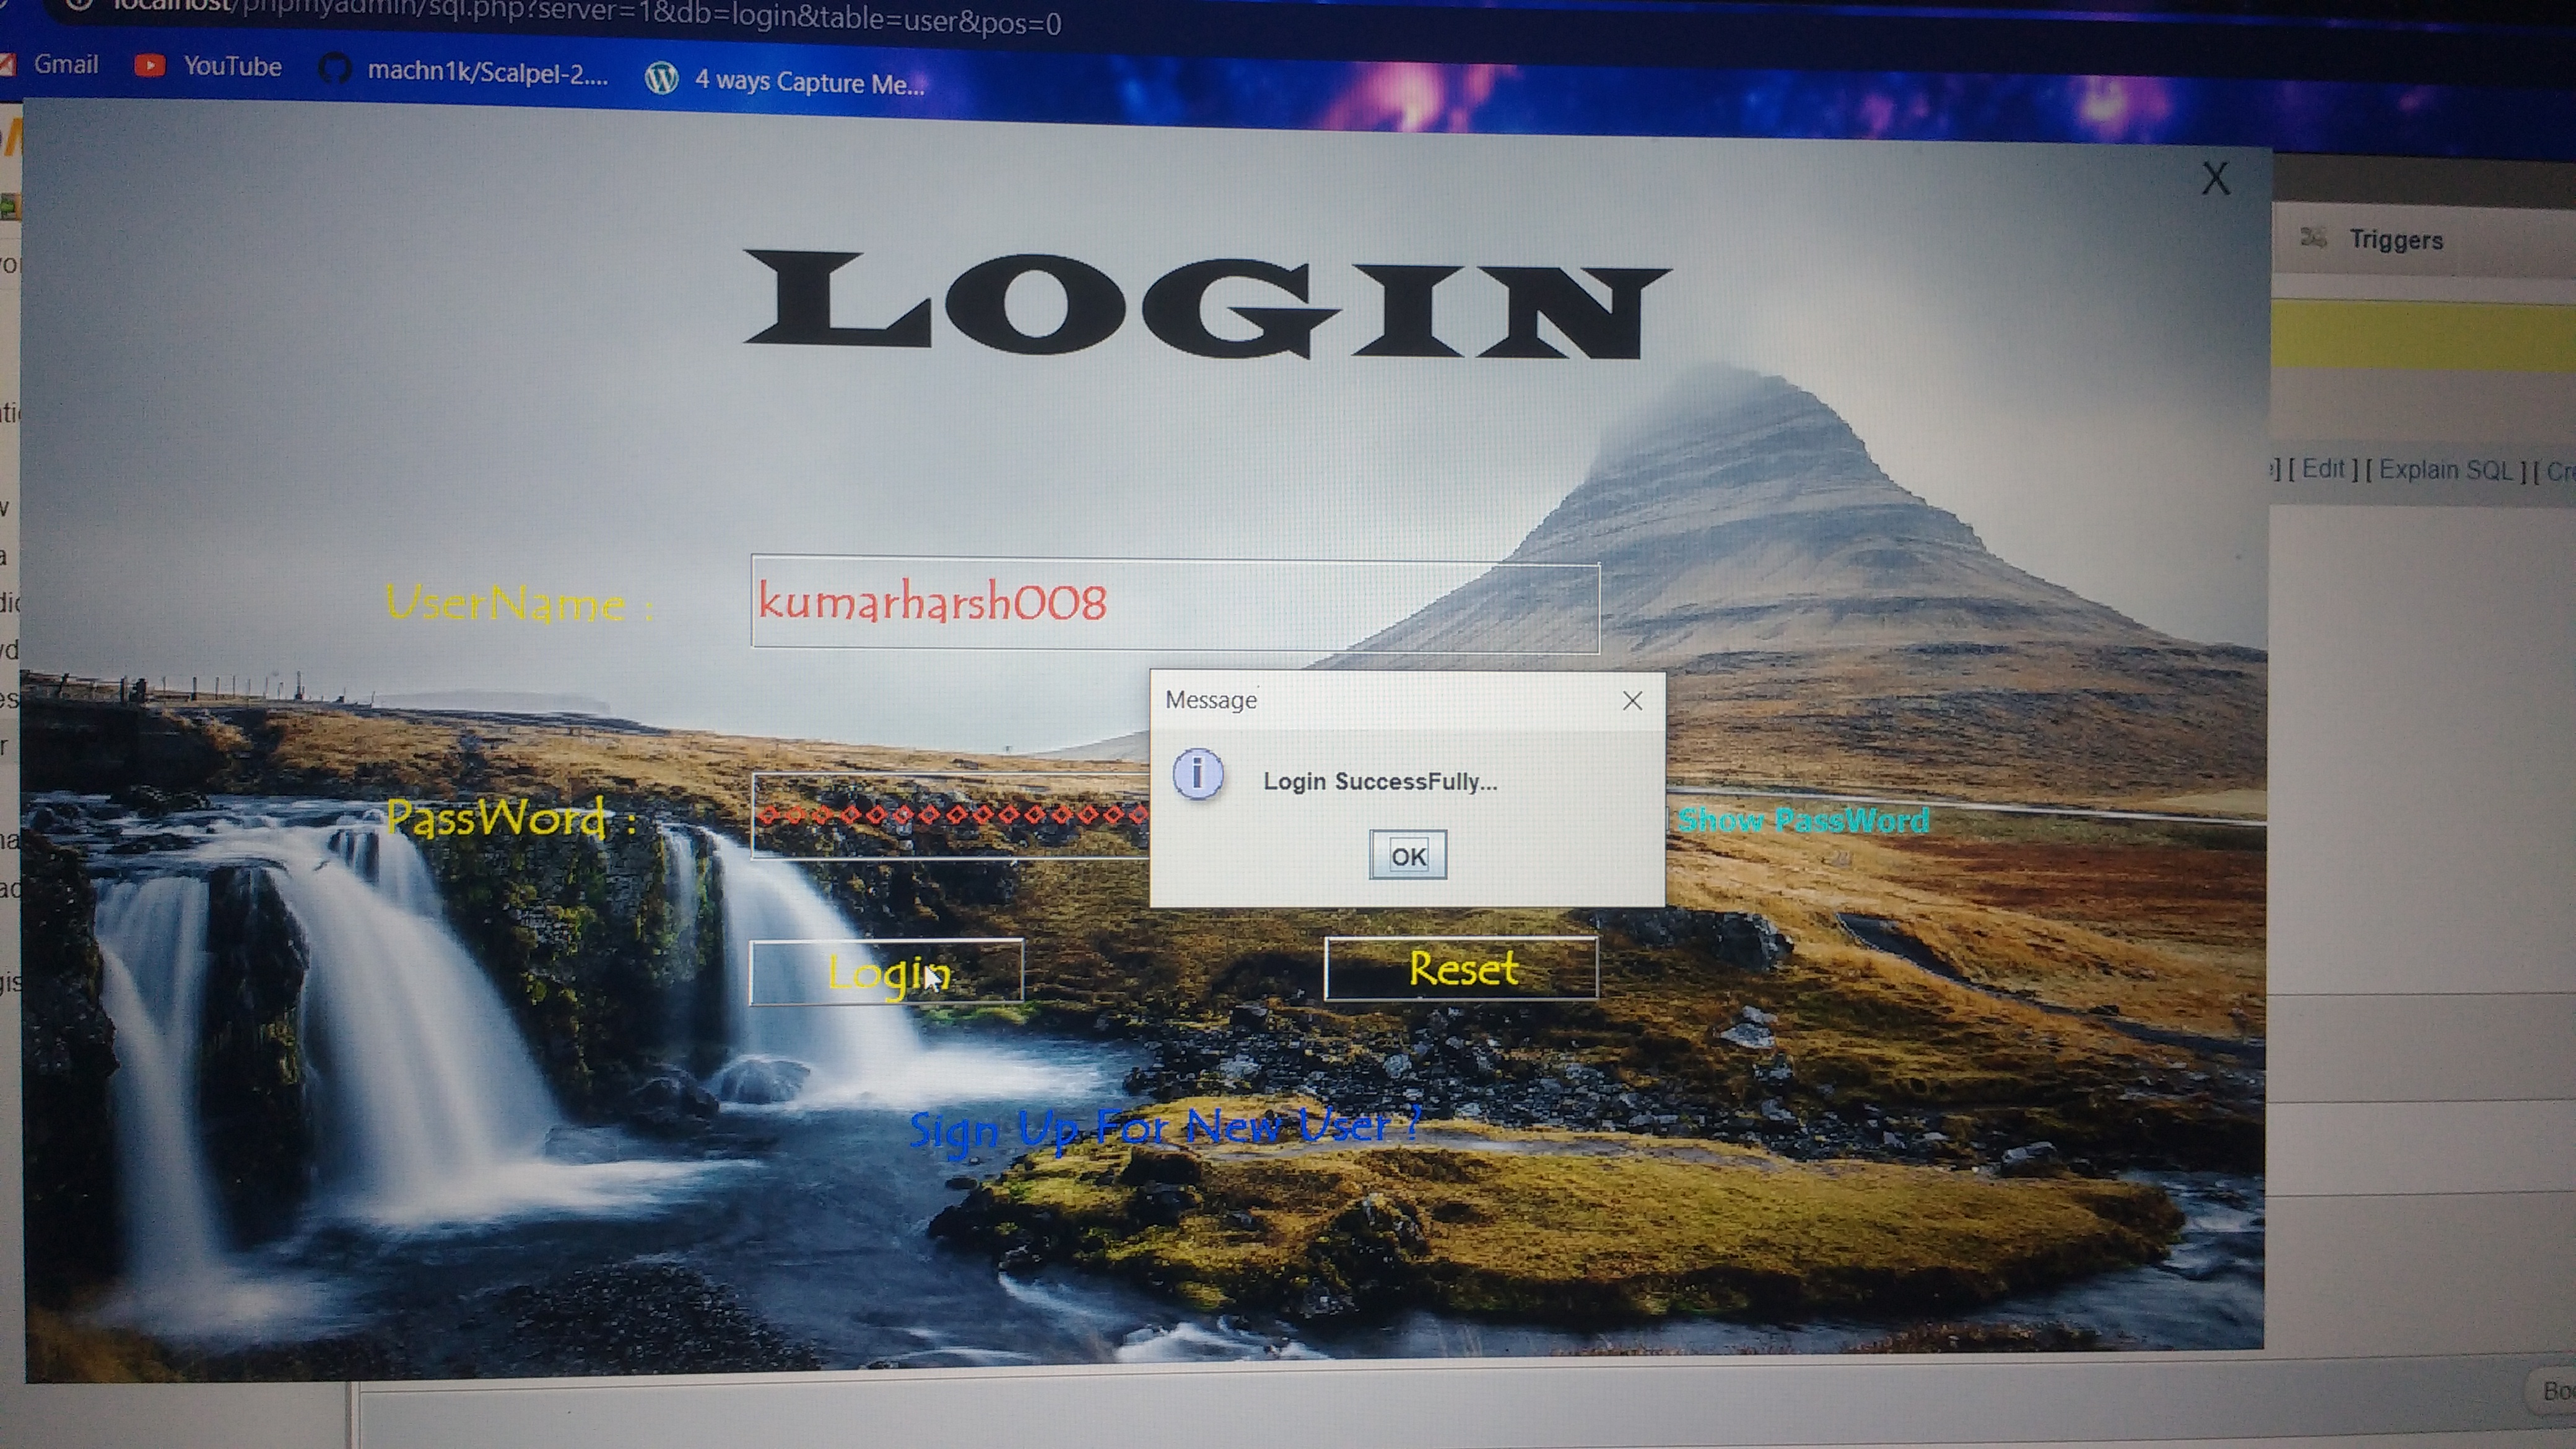 localhost/phpmyadmin/sql.php?server=1&db=login&table=user&pos=0
Gmail YouTube machn1k/Scalpel-2.... 4 ways Capture Me...
X
LOGIN
Triggers
] [ Edit ] [ Explain SQL ] [ Cre
UserName : kumarharsh008
Message
Login SuccessFully...
PassWord : Show PassWord
OK
Login Reset
Sign Up For New User ?